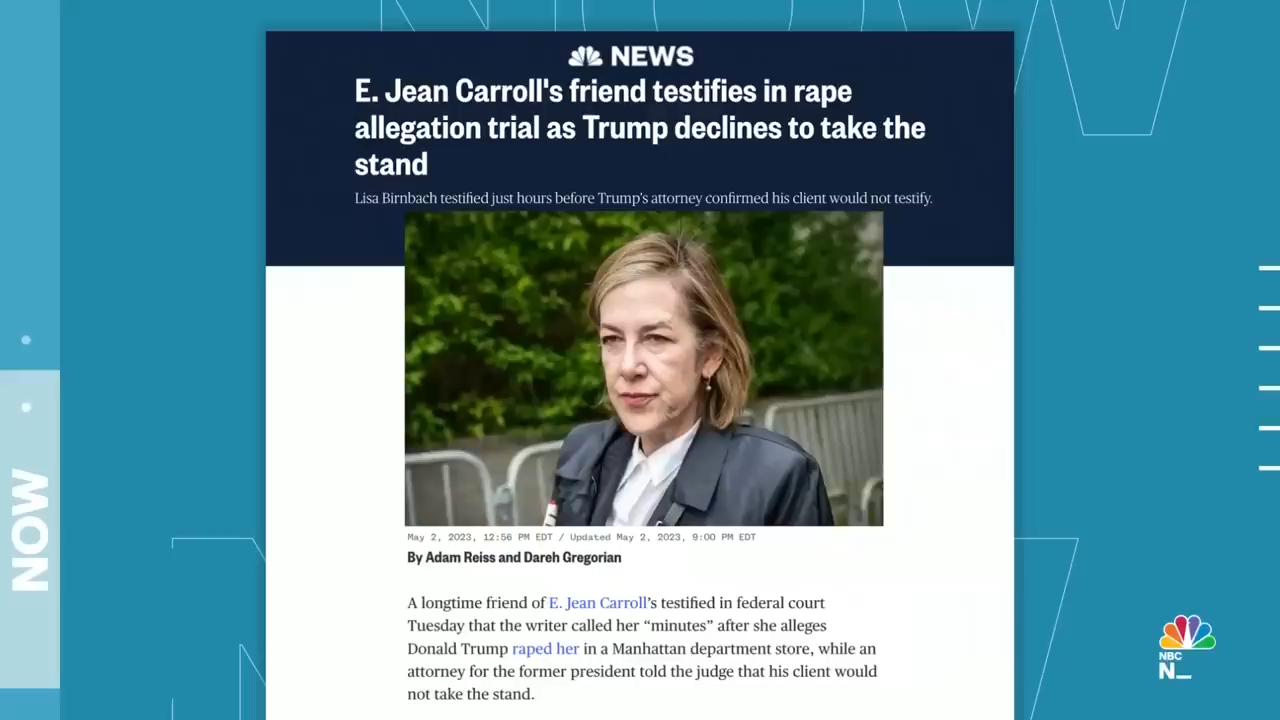 NEWS
E. Jean Carroll's friend testifies in rape
allegation trial as Trump declines to take the
stand
Lisa Birnbach testified just hours before Trump's attorney confirmed his client would not testify.
May 2, 2023, 12:56 PM EDT / Updated May 2, 2023, 9:00 PM EDT
By Adam Reiss and Dareh Gregorian
A longtime friend of E. Jean Carroll's testified in federal court
Tuesday that the writer called her “minutes” after she alleges
Donald Trump raped her in a Manhattan department store, while an
attorney for the former president told the judge that his client would
not take the stand.
NOW
NBC
N_